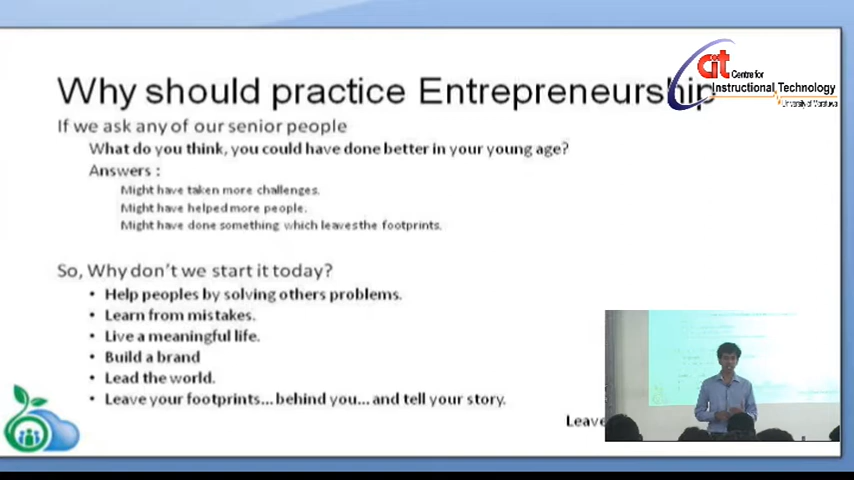 Why should practice Entrepreneurship
cit Centre for
Instructional Technology
University of Moratuwa
If we ask any of our senior people
What do you think, you could have done better in your young age?
Answers :
Might have taken more challenges.
Might have helped more people.
Might have done something which leaves the footprints.
So, Why don't we start it today?
• Help peoples by solving others problems.
• Learn from mistakes.
• Live a meaningful life.
• Build a brand
• Lead the world.
• Leave your footprints... behind you... and tell your story.
Leave